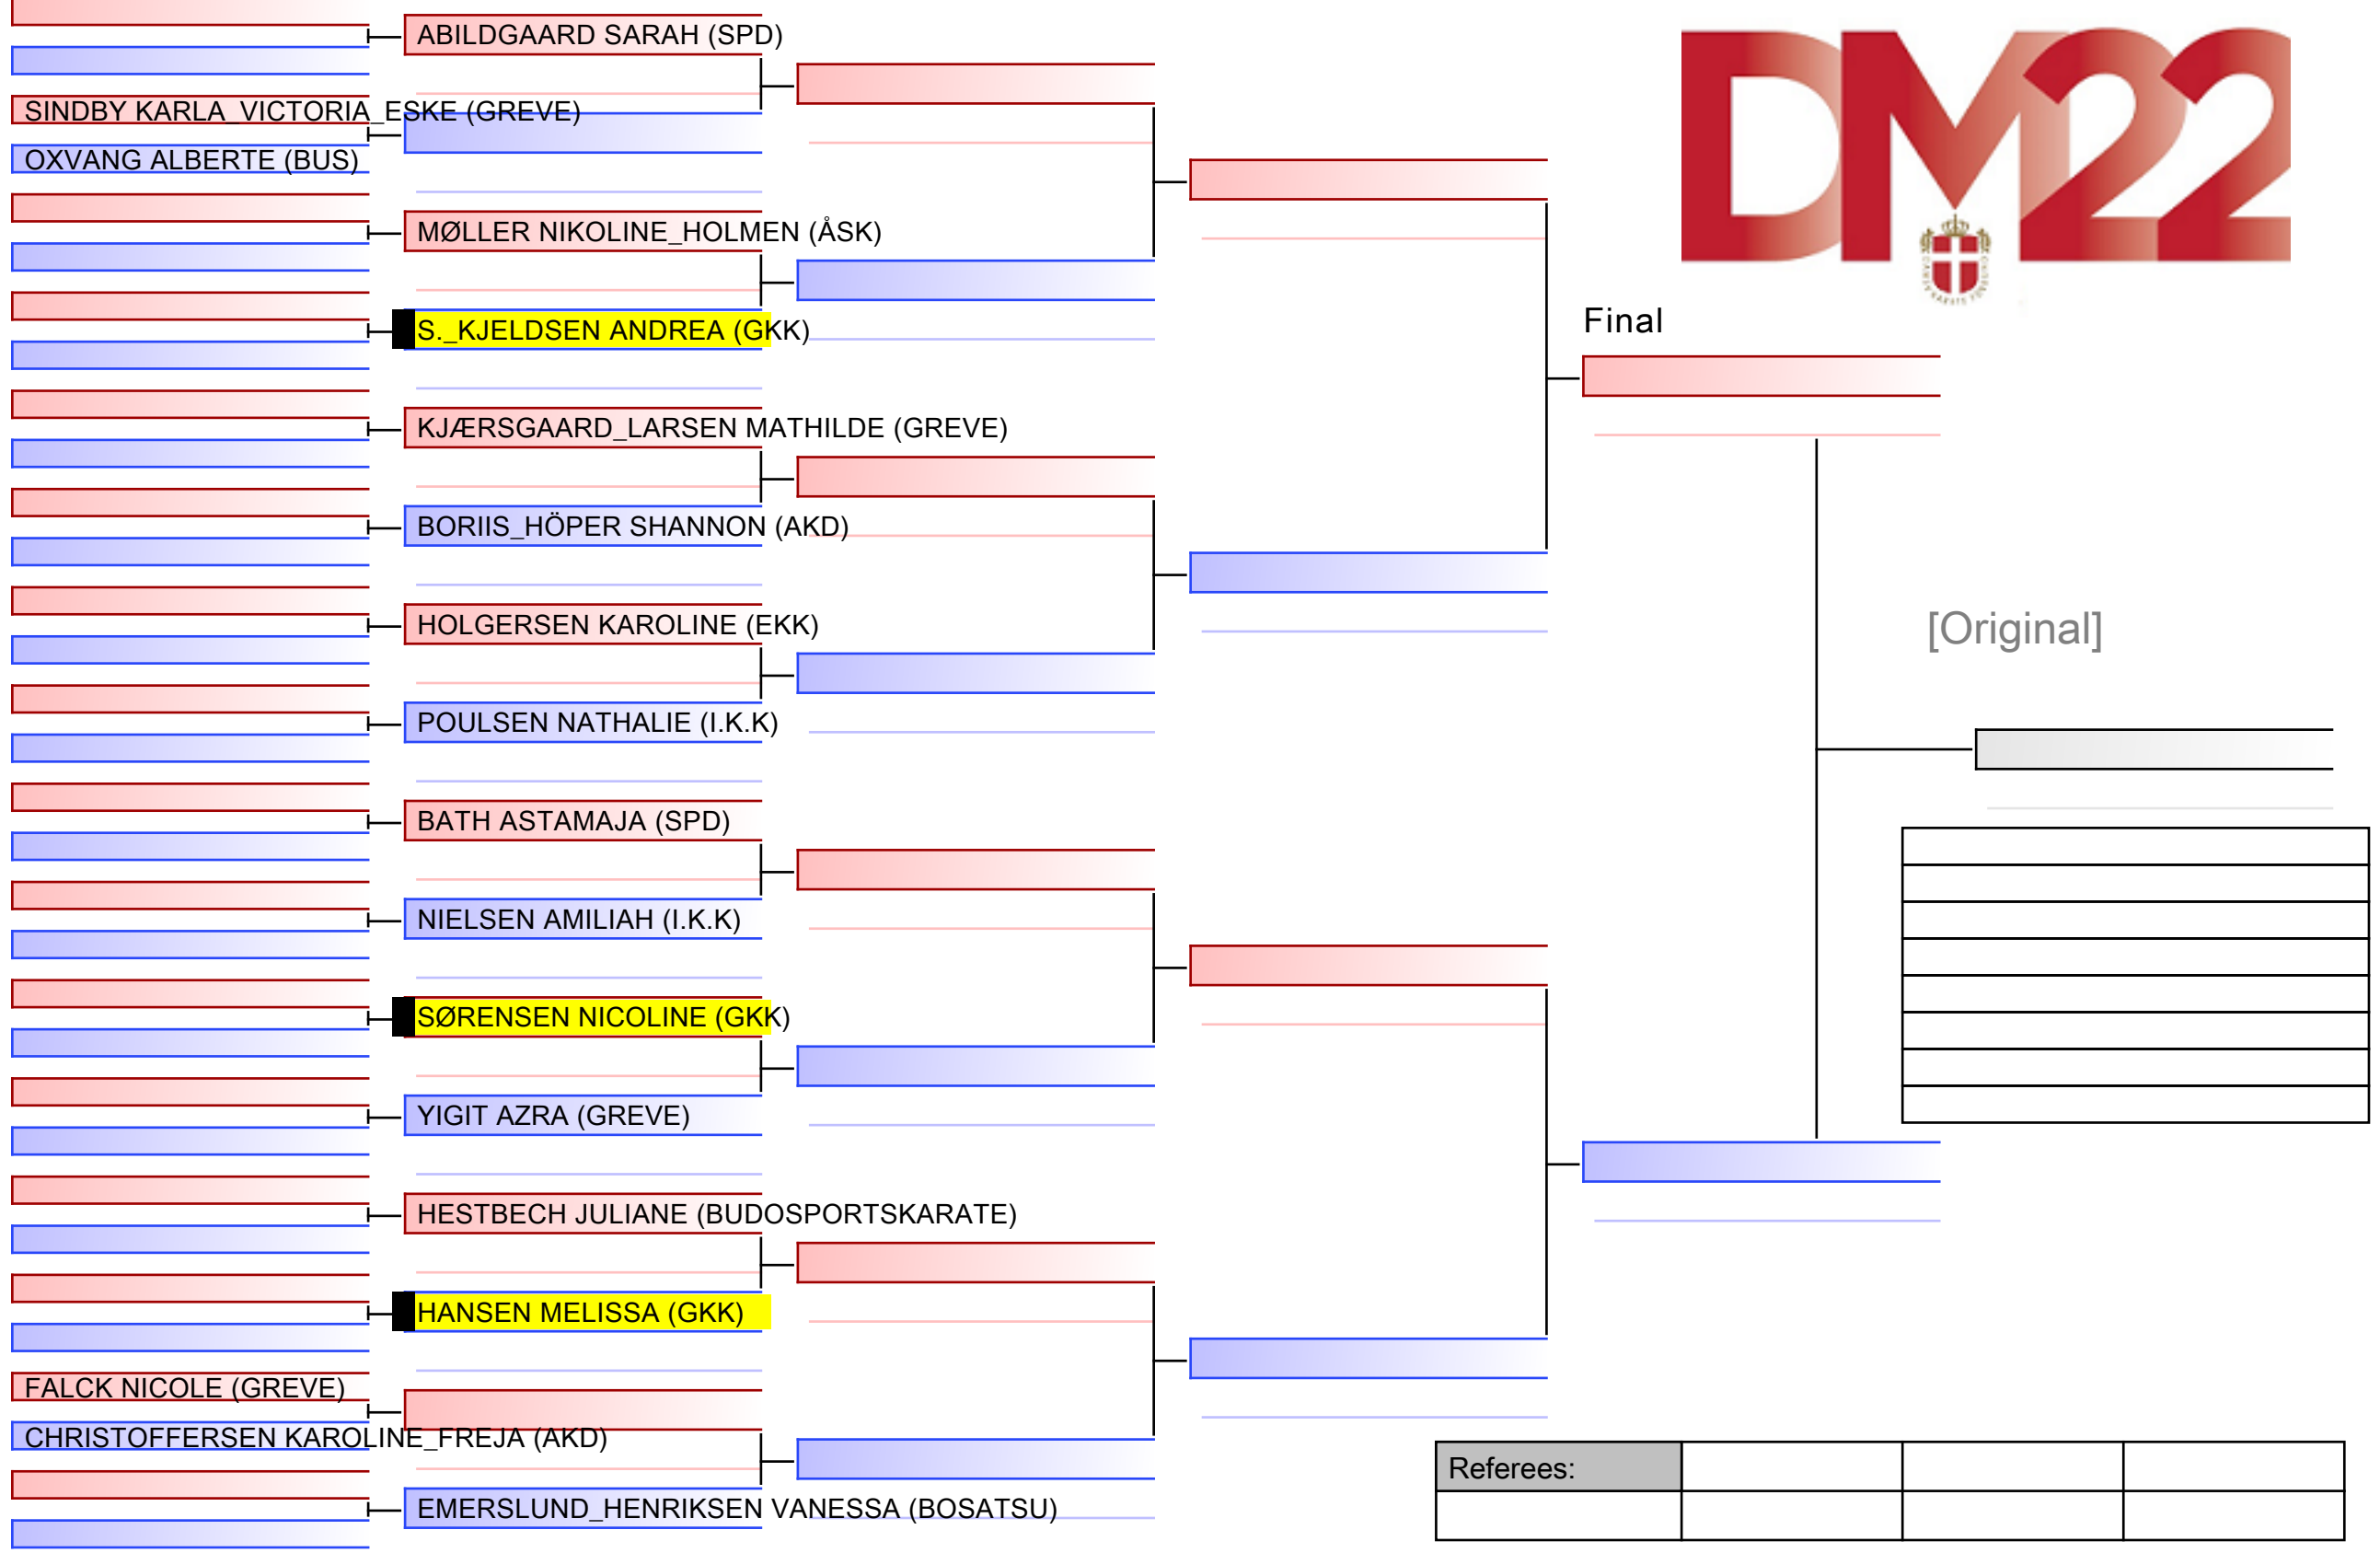 ABILDGAARD SARAH (SPD)
SINDBY KARLA_VICTORIA_ESKE (GREVE)
OXVANG ALBERTE (BUS)
MØLLER NIKOLINE_HOLMEN (ÅSK)
S._KJELDSEN ANDREA (GKK)
KJÆRSGAARD_LARSEN MATHILDE (GREVE)
BORIIS_HÖPER SHANNON (AKD)
HOLGERSEN KAROLINE (EKK)
POULSEN NATHALIE (I.K.K)
BATH ASTAMAJA (SPD)
NIELSEN AMILIAH (I.K.K)
SØRENSEN NICOLINE (GKK)
YIGIT AZRA (GREVE)
HESTBECH JULIANE (BUDOSPORTSKARATE)
HANSEN MELISSA (GKK)
FALCK NICOLE (GREVE)
CHRISTOFFERSEN KAROLINE_FREJA (AKD)
EMERSLUND_HENRIKSEN VANESSA (BOSATSU)
DM22
Final
[Original]
Referees: